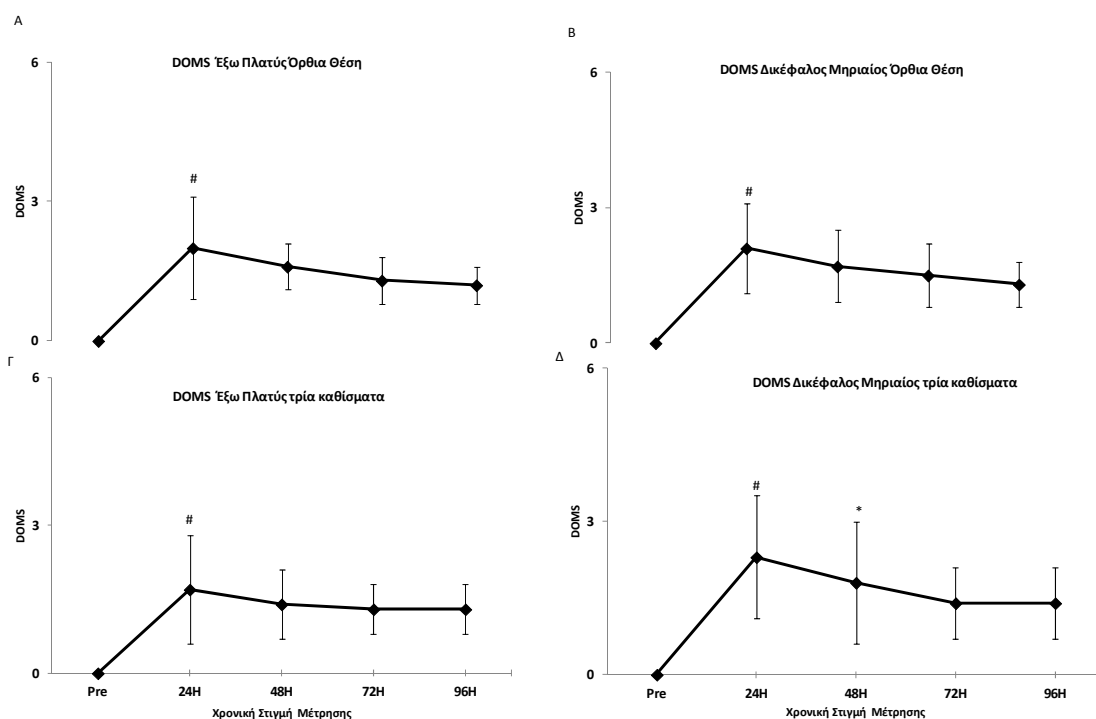 Α
DOMS Έξω Πλατύς Όρθια Θέση
6
3
0
DOMS
#
Β
DOMS Δικέφαλος Μηριαίος Όρθια Θέση
6
3
0
DOMS
#
Γ
DOMS Έξω Πλατύς τρία καθίσματα
6
3
0
DOMS
#
Pre 24H 48H 72H 96H
Χρονική Στιγμή Μέτρησης
Δ
DOMS Δικέφαλος Μηριαίος τρία καθίσματα
6
3
0
DOMS
#
*
Pre 24H 48H 72H 96H
Χρονική Στιγμή Μέτρησης